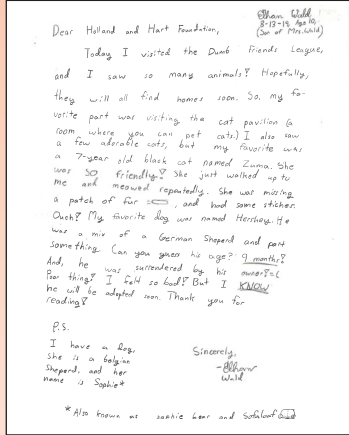 Elham Wald
8-13-19, Age 10,
(Son of Mrs. Wald)
Dear Holland and Hart Foundation,
Today I visited the Dumb Friends League,
and I saw so many animals! Hopefully,
they will all find homes soon. So, my fa-
vorite part was visiting the cat pavilion (a
room where you can pet cats.) I also saw
a few adorable cats, but my favorite was
a 7-year old black cat named Zuma. She
was SO friendly! She just walked up to
me and meowed repeatedly. She was missing
a patch of fur and had some stiches.
Ouch! My favorite dog was named Hershey. He
was a mix of a German Sheperd and part
something (can you guess his age? 9 months!
And, he was surrendered by his owner! =(
Poor thing! I felt so bad! But I KNOW
he will be adopted soon. Thank you for
reading!
P.S.
I have a dog,
she is a belgian
Sheperd, and her
name is Sophie*
Sincerely,
-Elham
Wald
*Also known as sophie bear and Sofaloaf